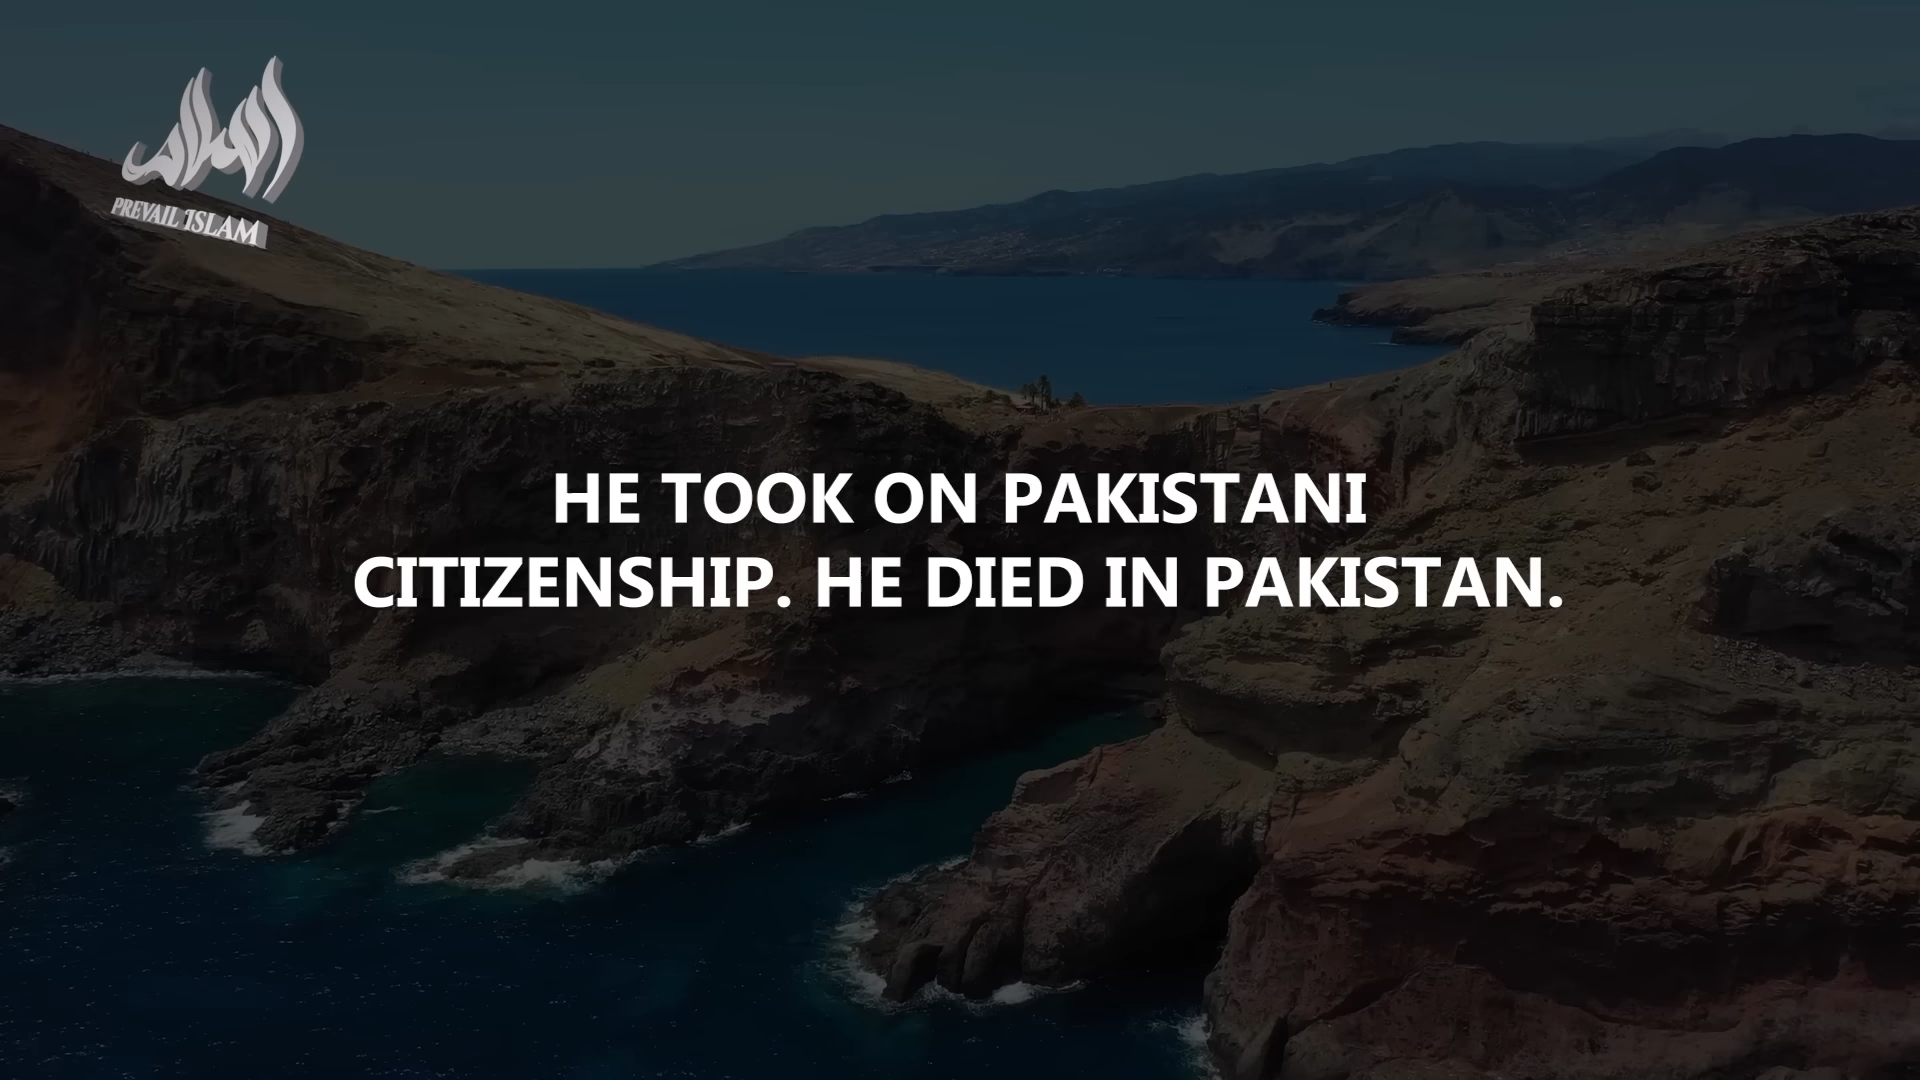 PREVAIL ISLAM
HE TOOK ON PAKISTANI
CITIZENSHIP. HE DIED IN PAKISTAN.